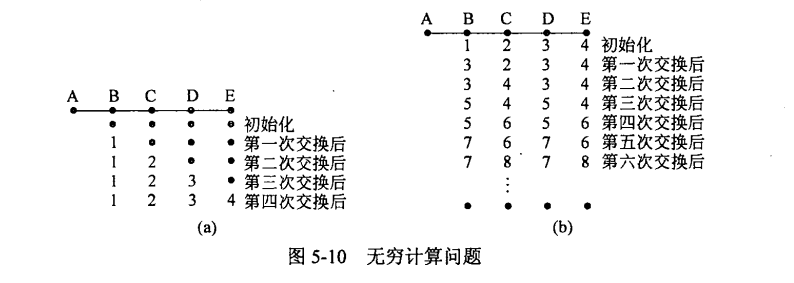 A B C D E
初始化
1 第一次交换后
1 2 第二次交换后
1 2 3 第三次交换后
1 2 3 4 第四次交换后
(a)
A B C D E
1 2 3 4 初始化
3 2 3 4 第一次交换后
3 4 3 4 第二次交换后
5 4 5 4 第三次交换后
5 6 5 6 第四次交换后
7 6 7 6 第五次交换后
7 8 7 8 第六次交换后
(b)
图 5-10 无穷计算问题